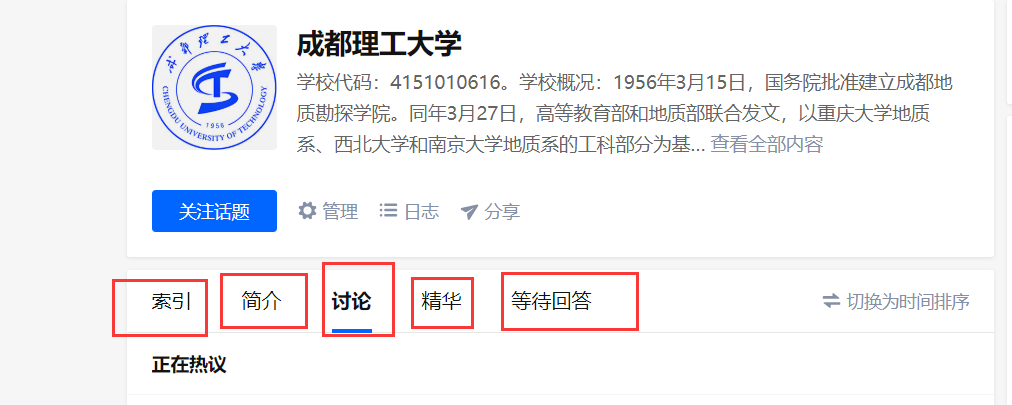 成都理工大学
CHENGDU UNIVERSITY OF TECHNOLOGY
1956
成都理工大学
学校代码：4151010616。学校概况：1956年3月15日，国务院批准建立成都地
质勘探学院。同年3月27日，高等教育部和地质部联合发文，以重庆大学地质
系、西北大学和南京大学地质系的工科部分为基... 查看全部内容
关注话题 管理 日志 分享
索引 简介 讨论 精华 等待回答 切换为时间排序
正在热议